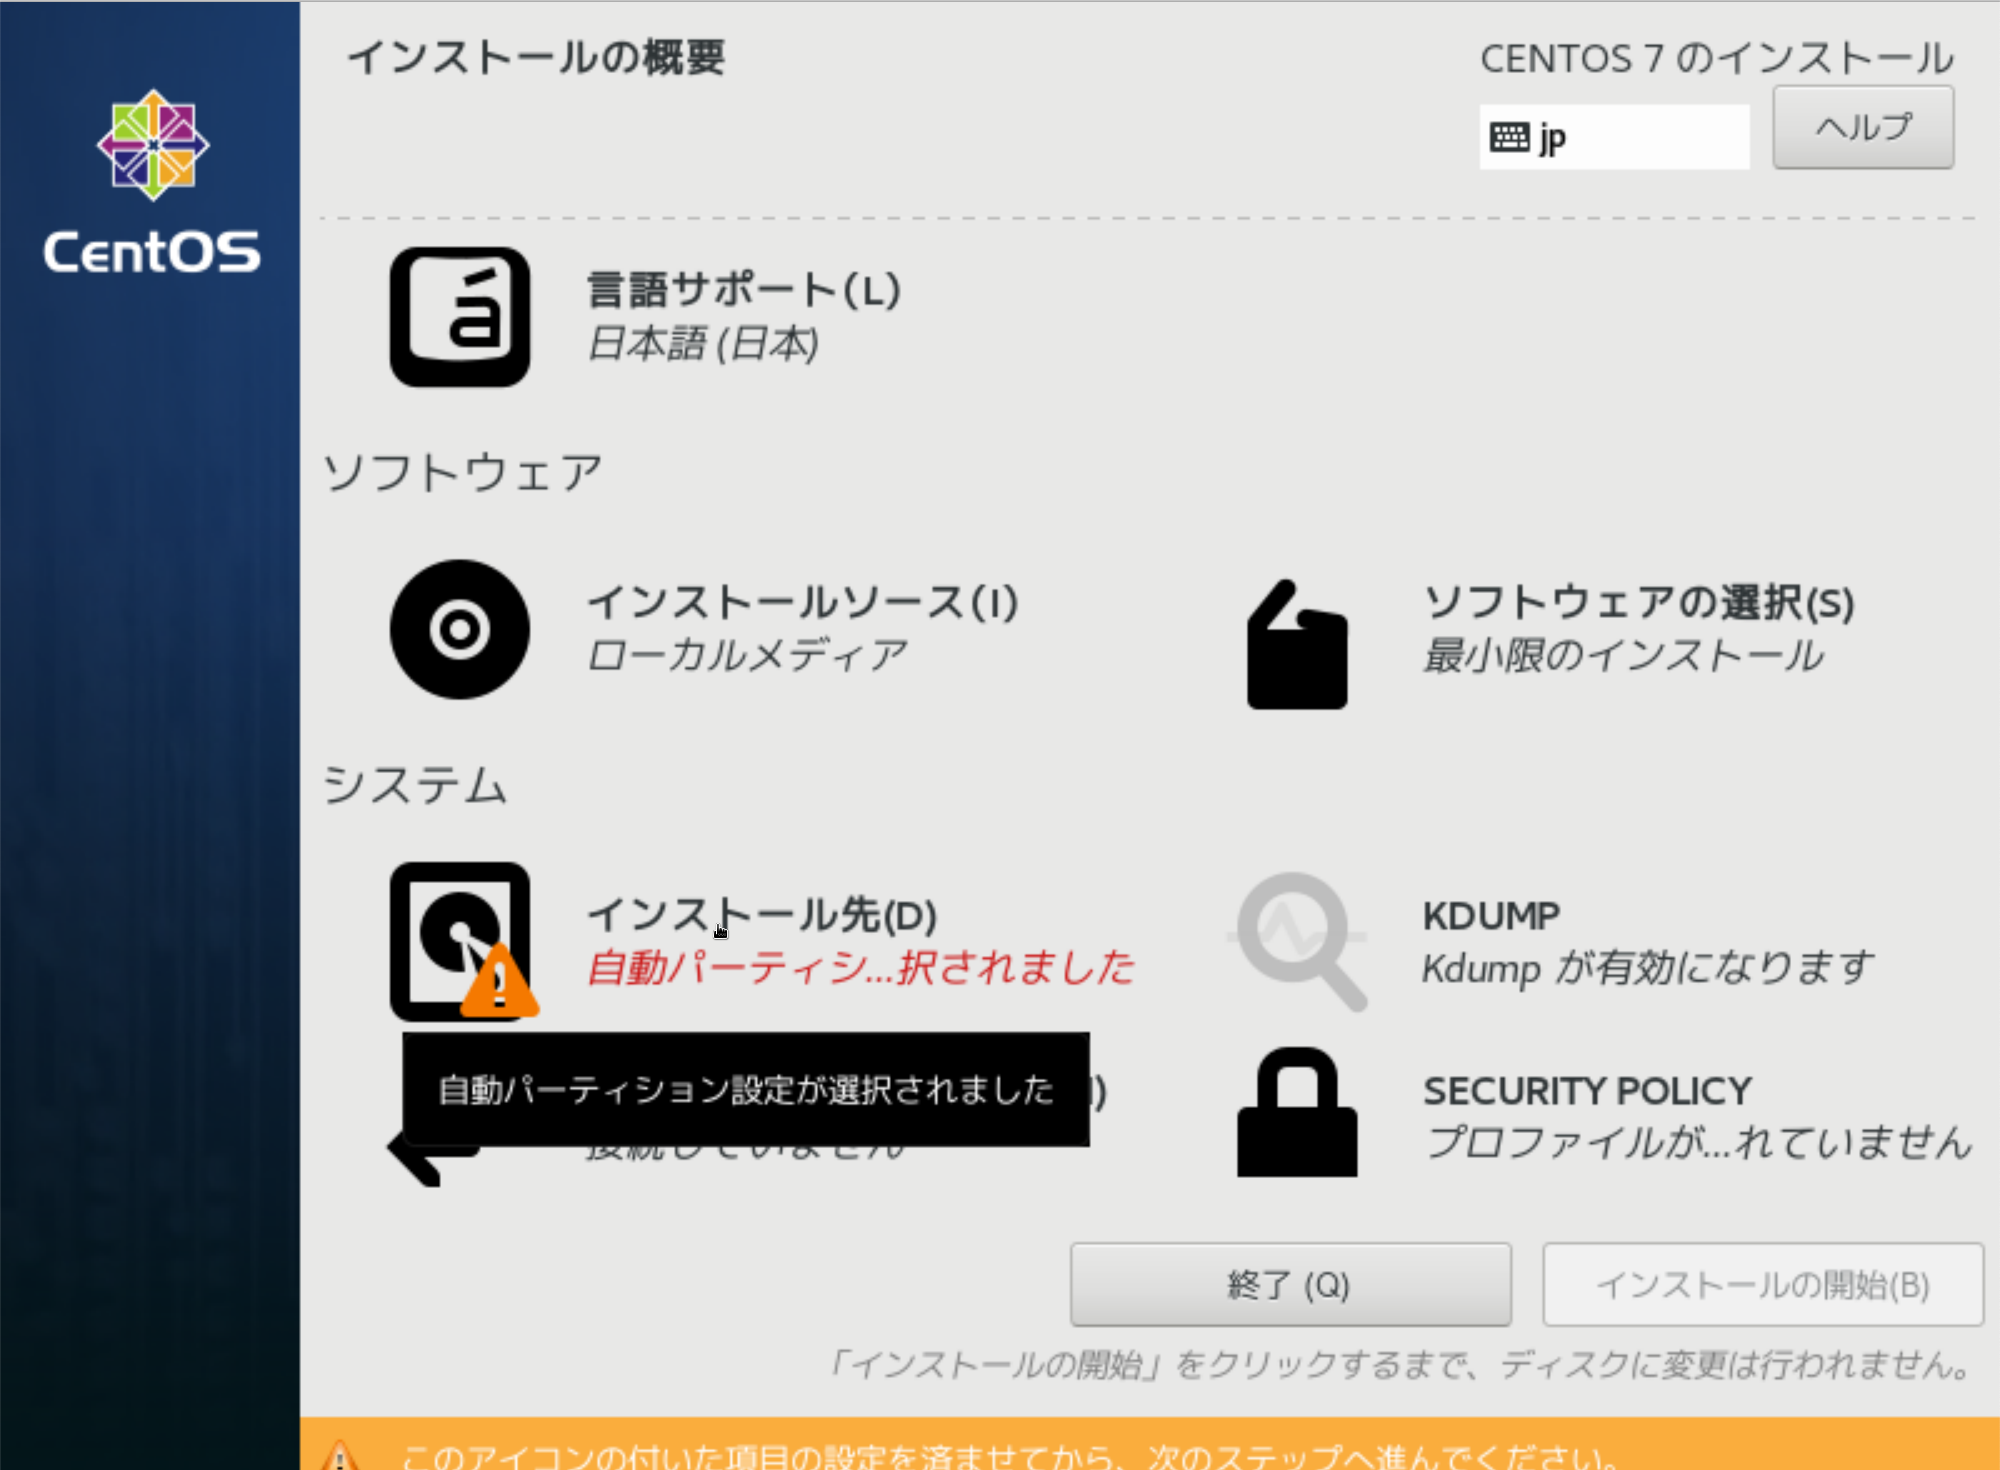 インストールの概要
CENTOS 7 のインストール
jp
ヘルプ
CentOS
á
言語サポート(L)
日本語 (日本)
ソフトウェア
インストールソース(I)
ローカルメディア
ソフトウェアの選択(S)
最小限のインストール
システム
インストール先(D)
自動パーティシ...択されました
KDUMP
Kdump が有効になります
自動パーティション設定が選択されました
)
接続していません
SECURITY POLICY
プロファイルが...れていません
終了 (Q)
インストールの開始(B)
「インストールの開始」をクリックするまで、ディスクに変更は行われません。
このアイコンの付いた項目の設定を済ませてから、次のステップへ進んでください。